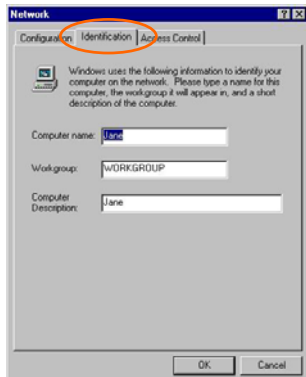 Network
Configuration Identification Access Control
Windows uses the following information to identify your
computer on the network. Please type a name for this
computer, the workgroup it will appear in, and a short
description of the computer.
Computer name: Jane
Workgroup: WORKGROUP
Computer
Description: Jane
OK Cancel